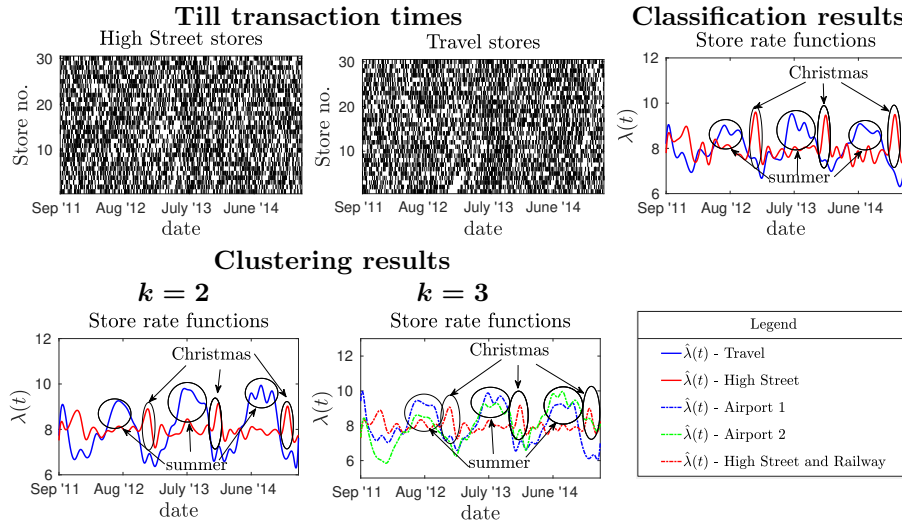 Till transaction times
High Street stores
Store no.
30
20
10
Sep '11 Aug '12 July '13 June '14
date
Travel stores
Store no.
30
20
10
Sep '11 Aug '12 July '13 June '14
date
Classification results
Store rate functions
λ(t)
12
10
8
6
Christmas
summer
Sep '11 Aug '12 July '13 June '14
date
Clustering results
k = 2
Store rate functions
λ(t)
12
10
8
6
Christmas
summer
Sep '11 Aug '12 July '13 June '14
date
k = 3
Store rate functions
λ(t)
12
10
8
6
Christmas
summer
Sep '11 Aug '12 July '13 June '14
date
Legend
λ̂(t) - Travel
λ̂(t) - High Street
λ̂(t) - Airport 1
λ̂(t) - Airport 2
λ̂(t) - High Street and Railway